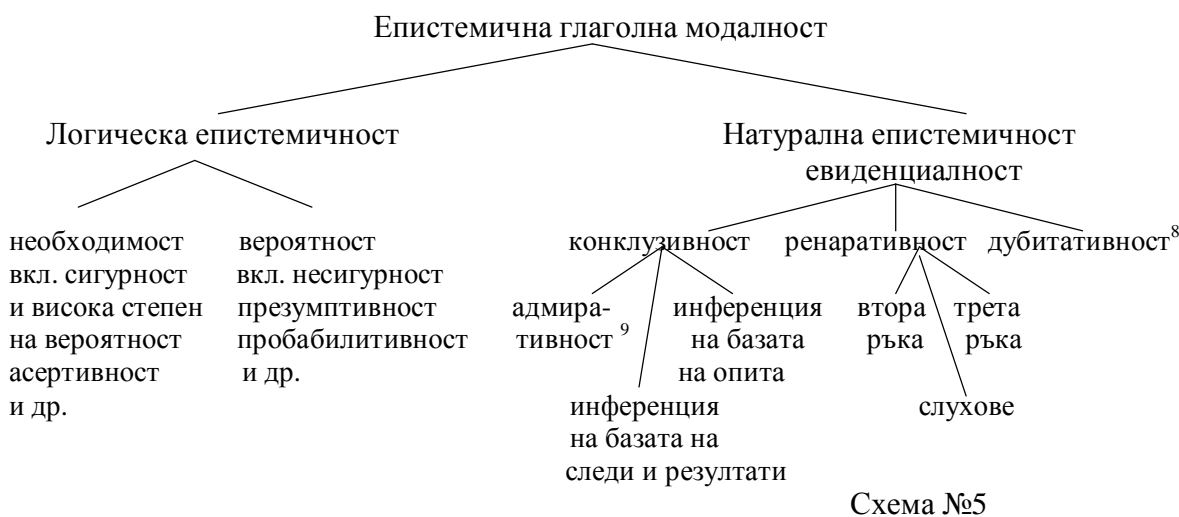 Епистемична глаголна модалност
Логическа епистемичност
Натурална епистемичност
евиденциалност
необходимост
вкл. сигурност
и висока степен
на вероятност
асертивност
и др.
вероятност
вкл. несигурност
презумптивност
пробабилитивност
и др.
конклузивност
ренаративност
дубитативност⁸
адмира-
тивност ⁹
инференция
на базата
на опита
втора
ръка
трета
ръка
инференция
на базата на
следи и резултати
слухове
Схема №5